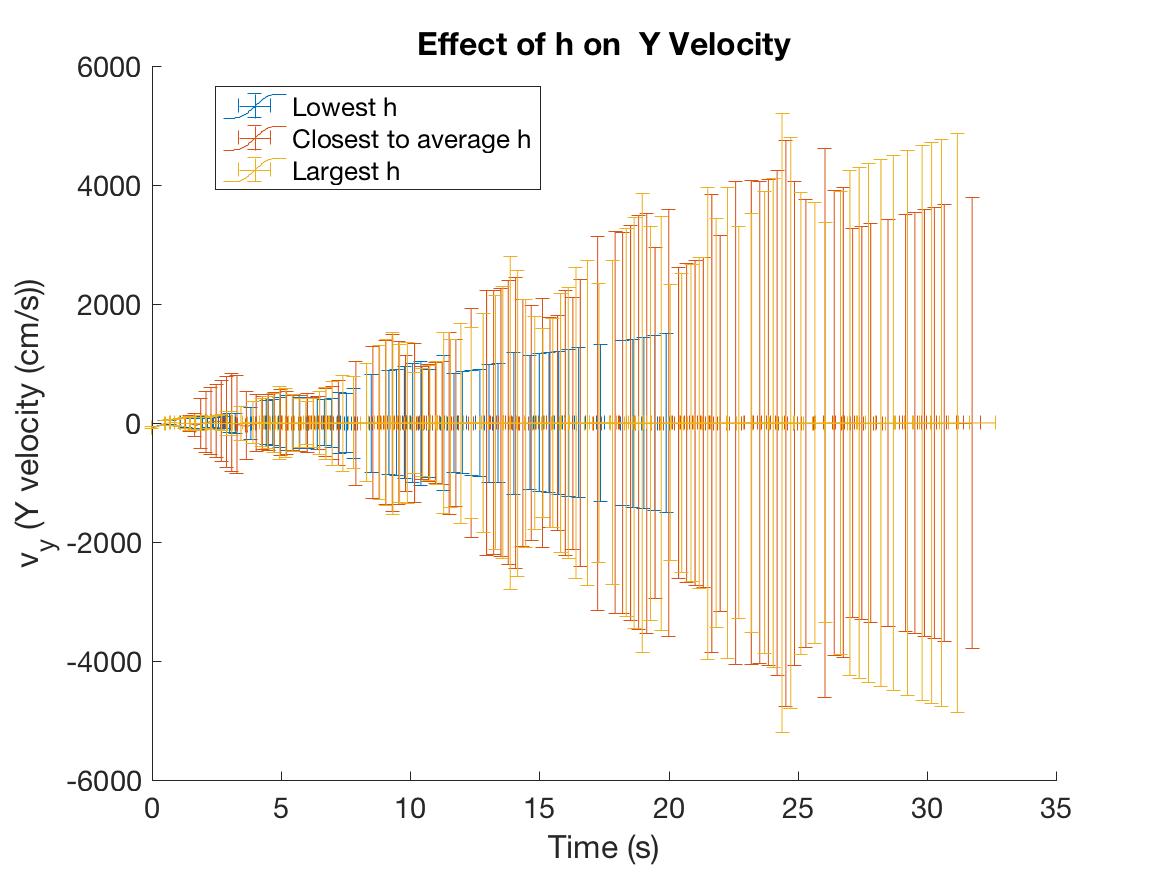 Effect of h on  Y Velocity
6000
Lowest h
Closest to average h
Largest h
4000
2000
0
-2000
-4000
-6000
v_y (Y velocity (cm/s))
0 5 10 15 20 25 30 35
Time (s)